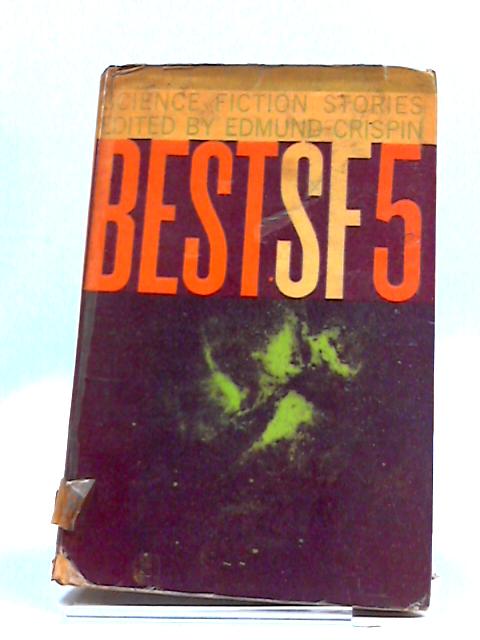 SCIENCE FICTION STORIES
EDITED BY EDMUND CRISPIN
BEST SF 5